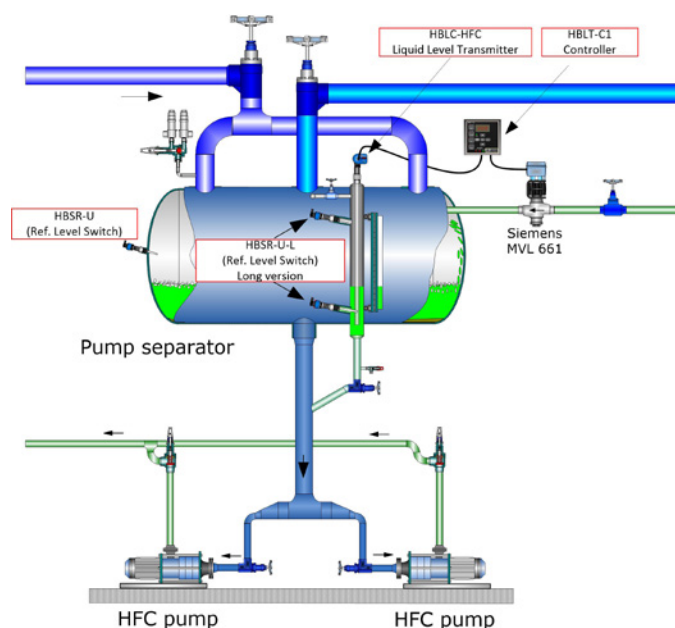 HBLC-HFC
Liquid Level Transmitter
HBLT-C1
Controller
HBSR-U
(Ref. Level Switch)
HBSR-U-L
(Ref. Level Switch)
Long version
Siemens
MVL 661
Pump separator
HFC pump
HFC pump